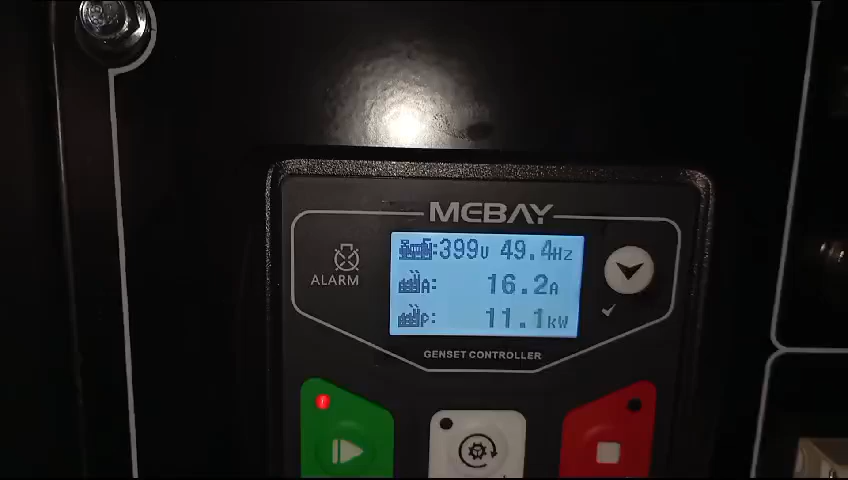 MEBAY
:399V 49.4Hz
ALARM
A: 16.2A
P: 11.1kW
GENSET CONTROLLER